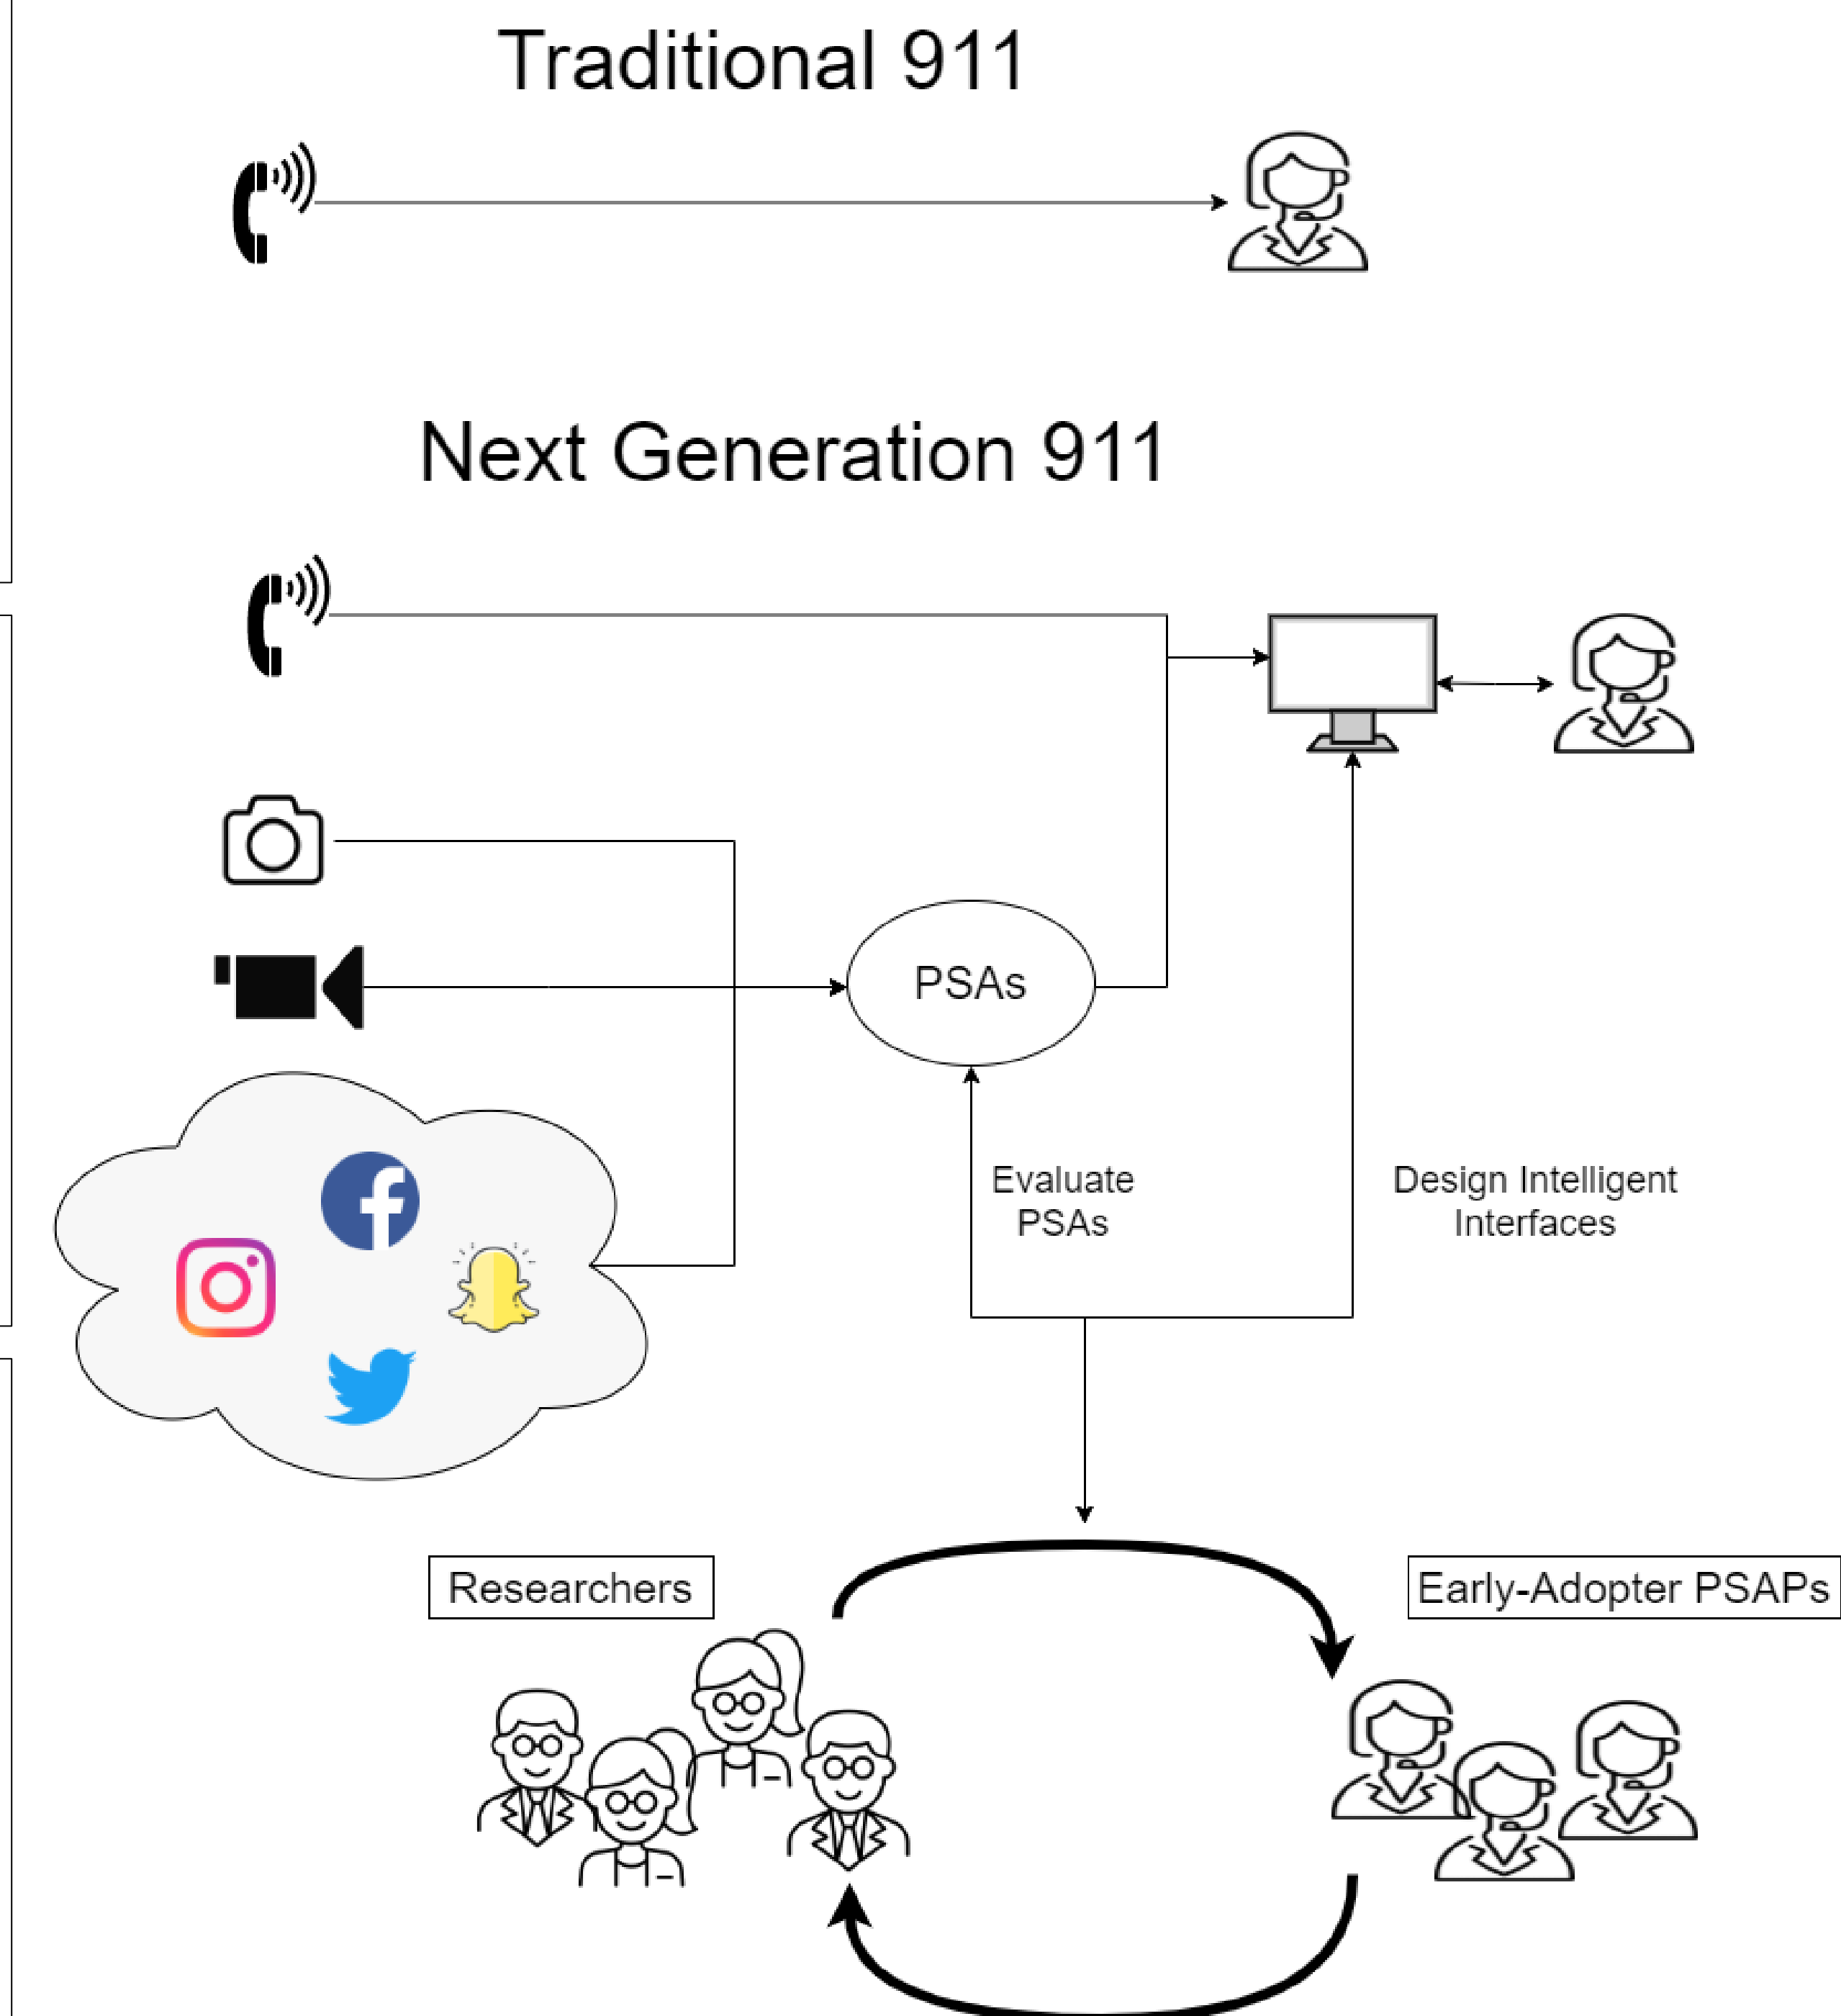 Traditional 911
Next Generation 911
PSAs
Evaluate
PSAs
Design Intelligent
Interfaces
Researchers
Early-Adopter PSAPs